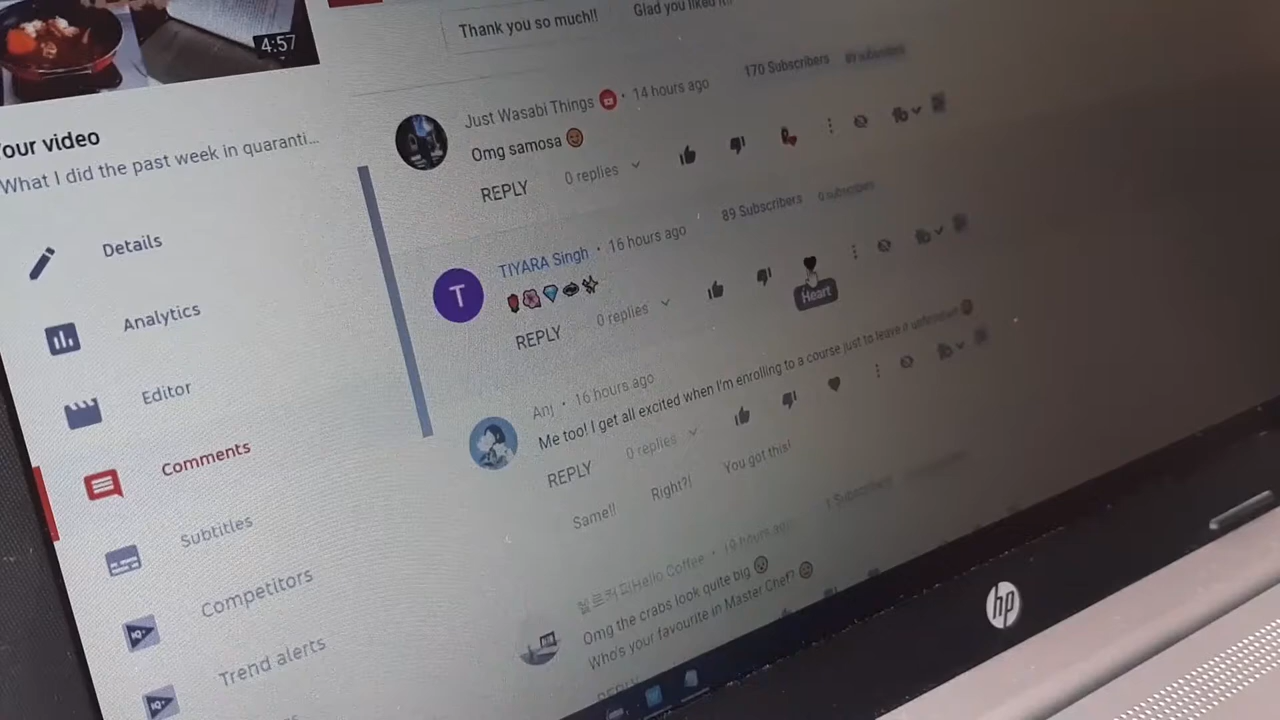 4:57
Your video
What I did the past week in quaranti...
Details
Analytics
Editor
Comments
Subtitles
Competitors
Trend alerts
Thank you so much!! Glad you liked it!!
Just Wasabi Things • 14 hours ago 170 Subscribers
Omg samosa
REPLY 0 replies
TIYARA Singh • 16 hours ago 89 Subscribers 0 subscribers
REPLY 0 replies
Heart
T
Anj • 16 hours ago
Me too! I get all excited when I'm enrolling to a course just to leave it unfinished
REPLY 0 replies
Same!! Right?! You got this!
Hello Coffee • 19 hours ago 1 Subscribers
Omg the crabs look quite big
Who's your favourite in Master Chef?
REPLY
hp